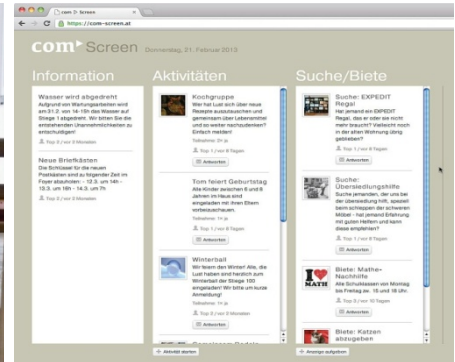 com Screen
https://com-screen.at
com Screen Donnerstag, 21. Februar 2013
Information
Wasser wird abgedreht
Aufgrund von Wartungsarbeiten wird
am 31.2. von 14-15h das Wasser auf
Stiege 1 abgedreht. Wir bitten Sie die
entstehenden Unannehmlichkeiten zu
entschuldigen!
Top 3 / vor 3 Monaten
Neue Briefkästen
Die Schlüssel für die neuen
Postkästen sind zu folgender Zeit im
Foyer abzuholen: - 12.3. um 14h -
13.3. um 16h - 14.3. um 7h
Top 3 / vor 3 Monaten
Aktivitäten
Kochgruppe
Wer hat Lust sich über neue
Rezepte auszutauschen und
gemeinsam über Lebensmittel
und so weiter nachzudenken?
Einfach melden!
Teilnahme: 2× ja
Top 1 / vor 8 Tagen
Antworten
Tom feiert Geburtstag
Alle Kinder zwischen 6 und 8
Jahren im Haus sind
eingeladen mit ihren Eltern
vorbeizuschauen.
Top 1 / vor 8 Tagen
Antworten
Winterball
Wir feiern den Winter! Alle, die
Lust haben sind herzlich zum
Winterball der Stiege 100
eingeladen! Wir bitte um kurze
Anmeldung!
Teilnahme: 1× ja
Top 3 / vor 3 Monaten
Antworten
Gemeinsam Rodeln
Aktivität starten
Suche/Biete
Suche: EXPEDIT
Regal
Hat jemand ein EXPEDIT
Regal, das er oder sie nicht
mehr braucht? Vielleicht noch
in der alten Wohnung übrig
geblieben?
Top 1 / vor 8 Tagen
Antworten
Suche:
Übersiedlungshilfe
Suche jemanden, der uns bei
der übersiedlung hilft, speziell
beim schleppen der schweren
Möbel - hat jemand Erfahrung
mit guten Helfern und kann
diese empfehlen?
Top 1 / vor 8 Tagen
Antworten
I MATH
Biete: Mathe-
Nachhilfe
Alle Schulklassen von Montag
bis Freitag zw. 15 und 18 Uhr.
Top 3 / vor 10 Tagen
Antworten
Biete: Katzen
abzugeben
Anzeige aufgeben